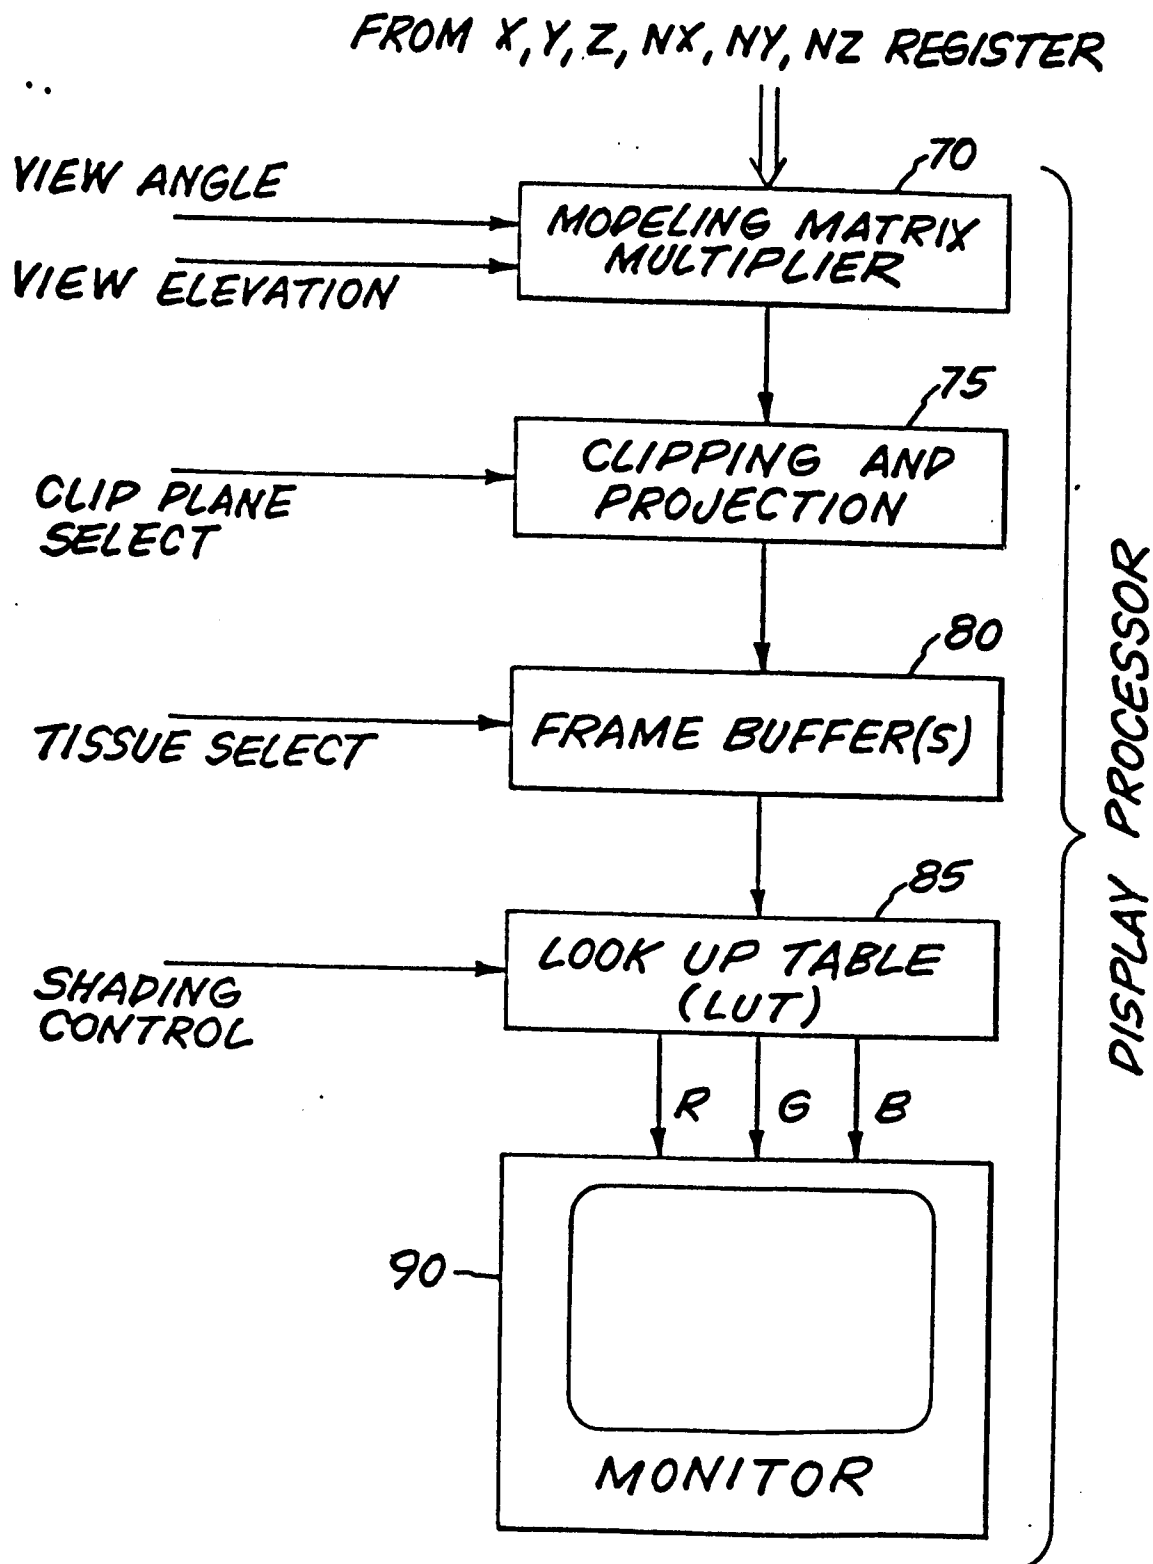 FROM X, Y, Z, NX, NY, NZ REGISTER
70
VIEW ANGLE
MODELING MATRIX
MULTIPLIER
VIEW ELEVATION
75
CLIPPING AND
PROJECTION
CLIP PLANE
SELECT
80
FRAME BUFFER(S)
TISSUE SELECT
85
LOOK UP TABLE
(LUT)
SHADING
CONTROL
R G B
90
MONITOR
DISPLAY PROCESSOR